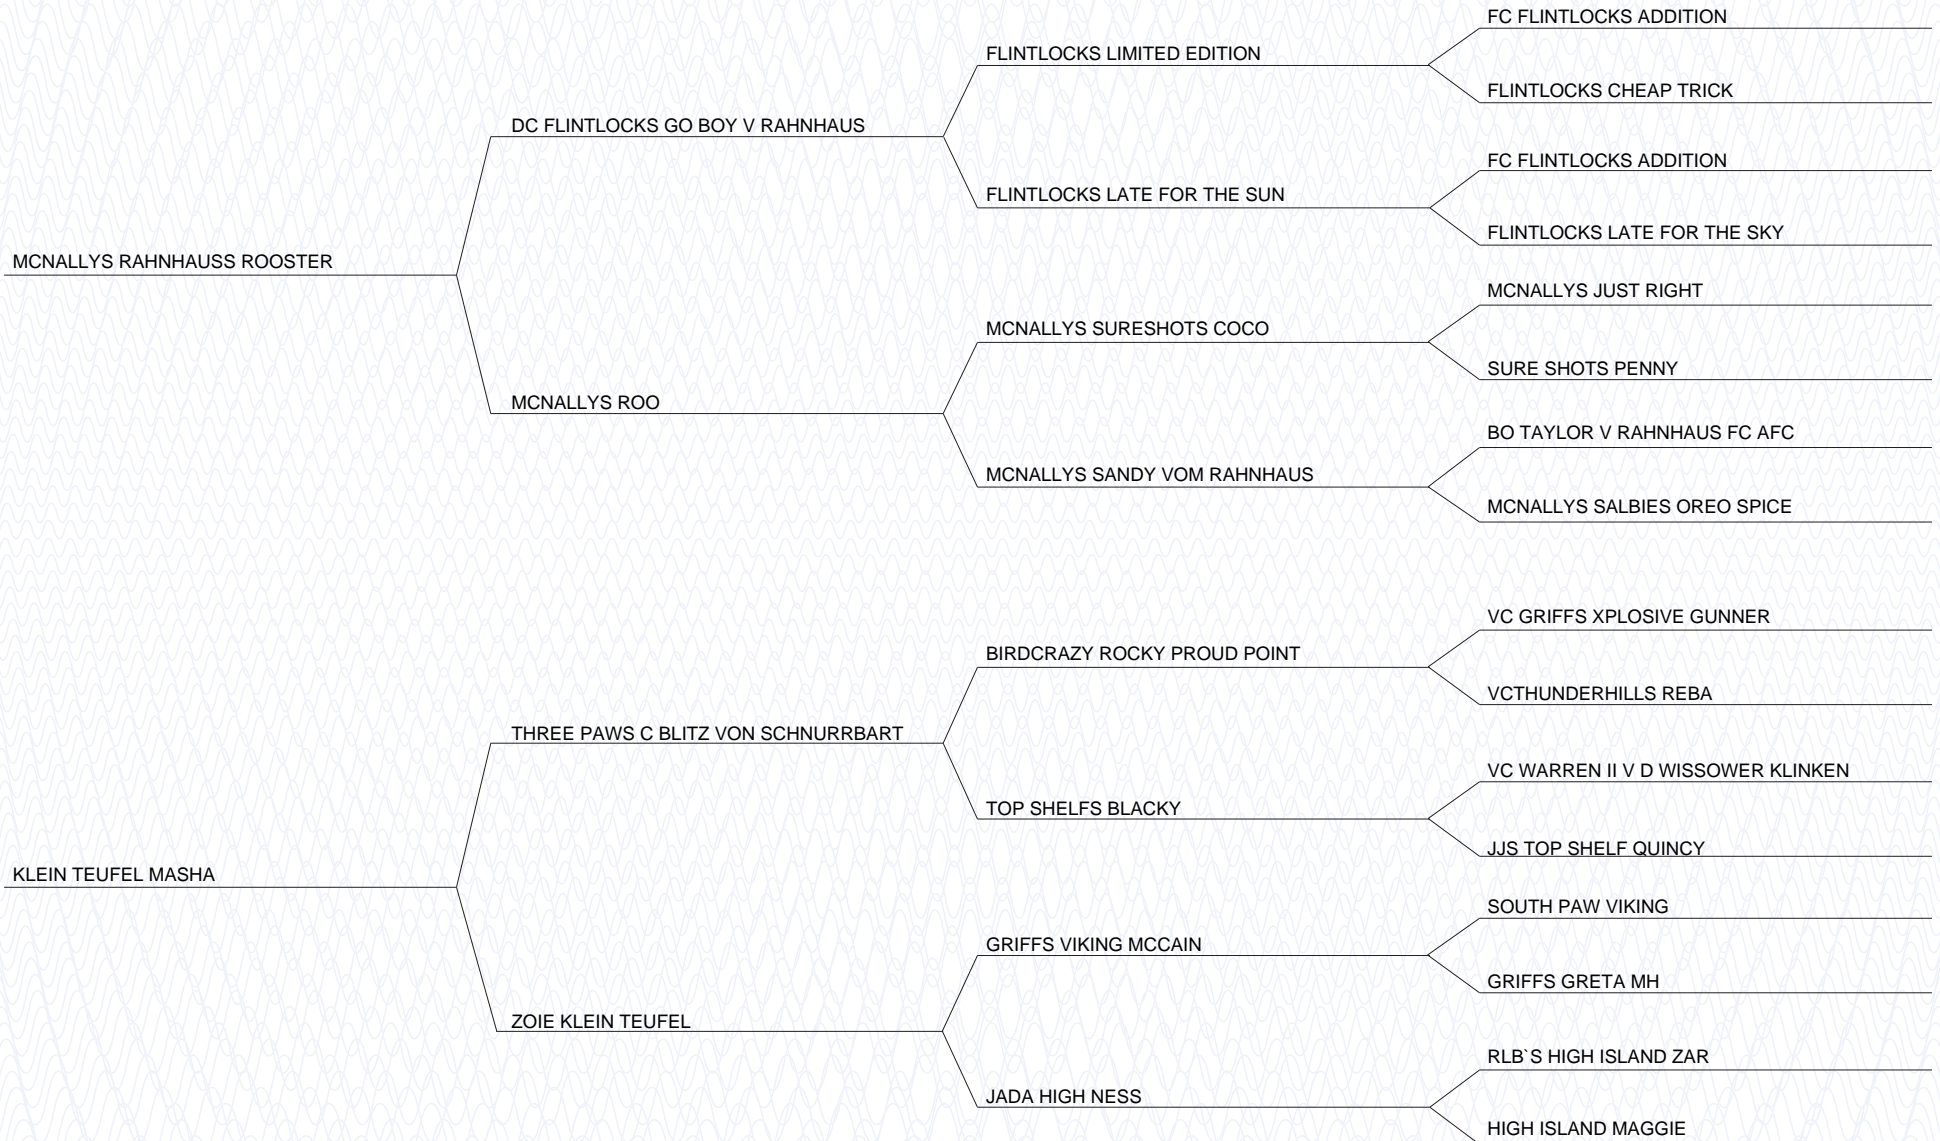 FC FLINTLOCKS ADDITION
FLINTLOCKS LIMITED EDITION
FLINTLOCKS CHEAP TRICK
DC FLINTLOCKS GO BOY V RAHNHAUS
FC FLINTLOCKS ADDITION
FLINTLOCKS LATE FOR THE SUN
FLINTLOCKS LATE FOR THE SKY
MCNALLYS RAHNHAUSS ROOSTER
MCNALLYS JUST RIGHT
MCNALLYS SURESHOTS COCO
SURE SHOTS PENNY
MCNALLYS ROO
BO TAYLOR V RAHNHAUS FC AFC
MCNALLYS SANDY VOM RAHNHAUS
MCNALLYS SALBIES OREO SPICE
VC GRIFFS XPLOSIVE GUNNER
BIRDCRAZY ROCKY PROUD POINT
VCTHUNDERHILLS REBA
THREE PAWS C BLITZ VON SCHNURRBART
VC WARREN II V D WISSOWER KLINKEN
TOP SHELFS BLACKY
JJS TOP SHELF QUINCY
KLEIN TEUFEL MASHA
SOUTH PAW VIKING
GRIFFS VIKING MCCAIN
GRIFFS GRETA MH
ZOIE KLEIN TEUFEL
RLB`S HIGH ISLAND ZAR
JADA HIGH NESS
HIGH ISLAND MAGGIE